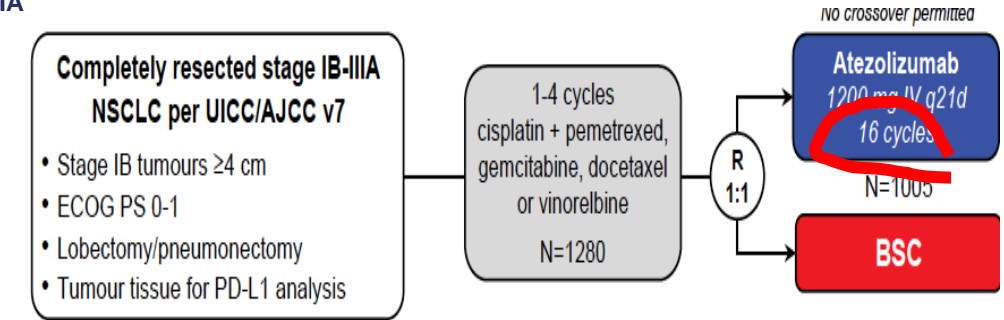 IA
No crossover permitted
Completely resected stage IB-IIIA
NSCLC per UICC/AJCC v7
• Stage IB tumours ≥4 cm
• ECOG PS 0-1
• Lobectomy/pneumonectomy
• Tumour tissue for PD-L1 analysis
1-4 cycles
cisplatin + pemetrexed,
gemcitabine, docetaxel
or vinorelbine
N=1280
R
1:1
Atezolizumab
1200 mg IV q21d
16 cycles
N=1005
BSC